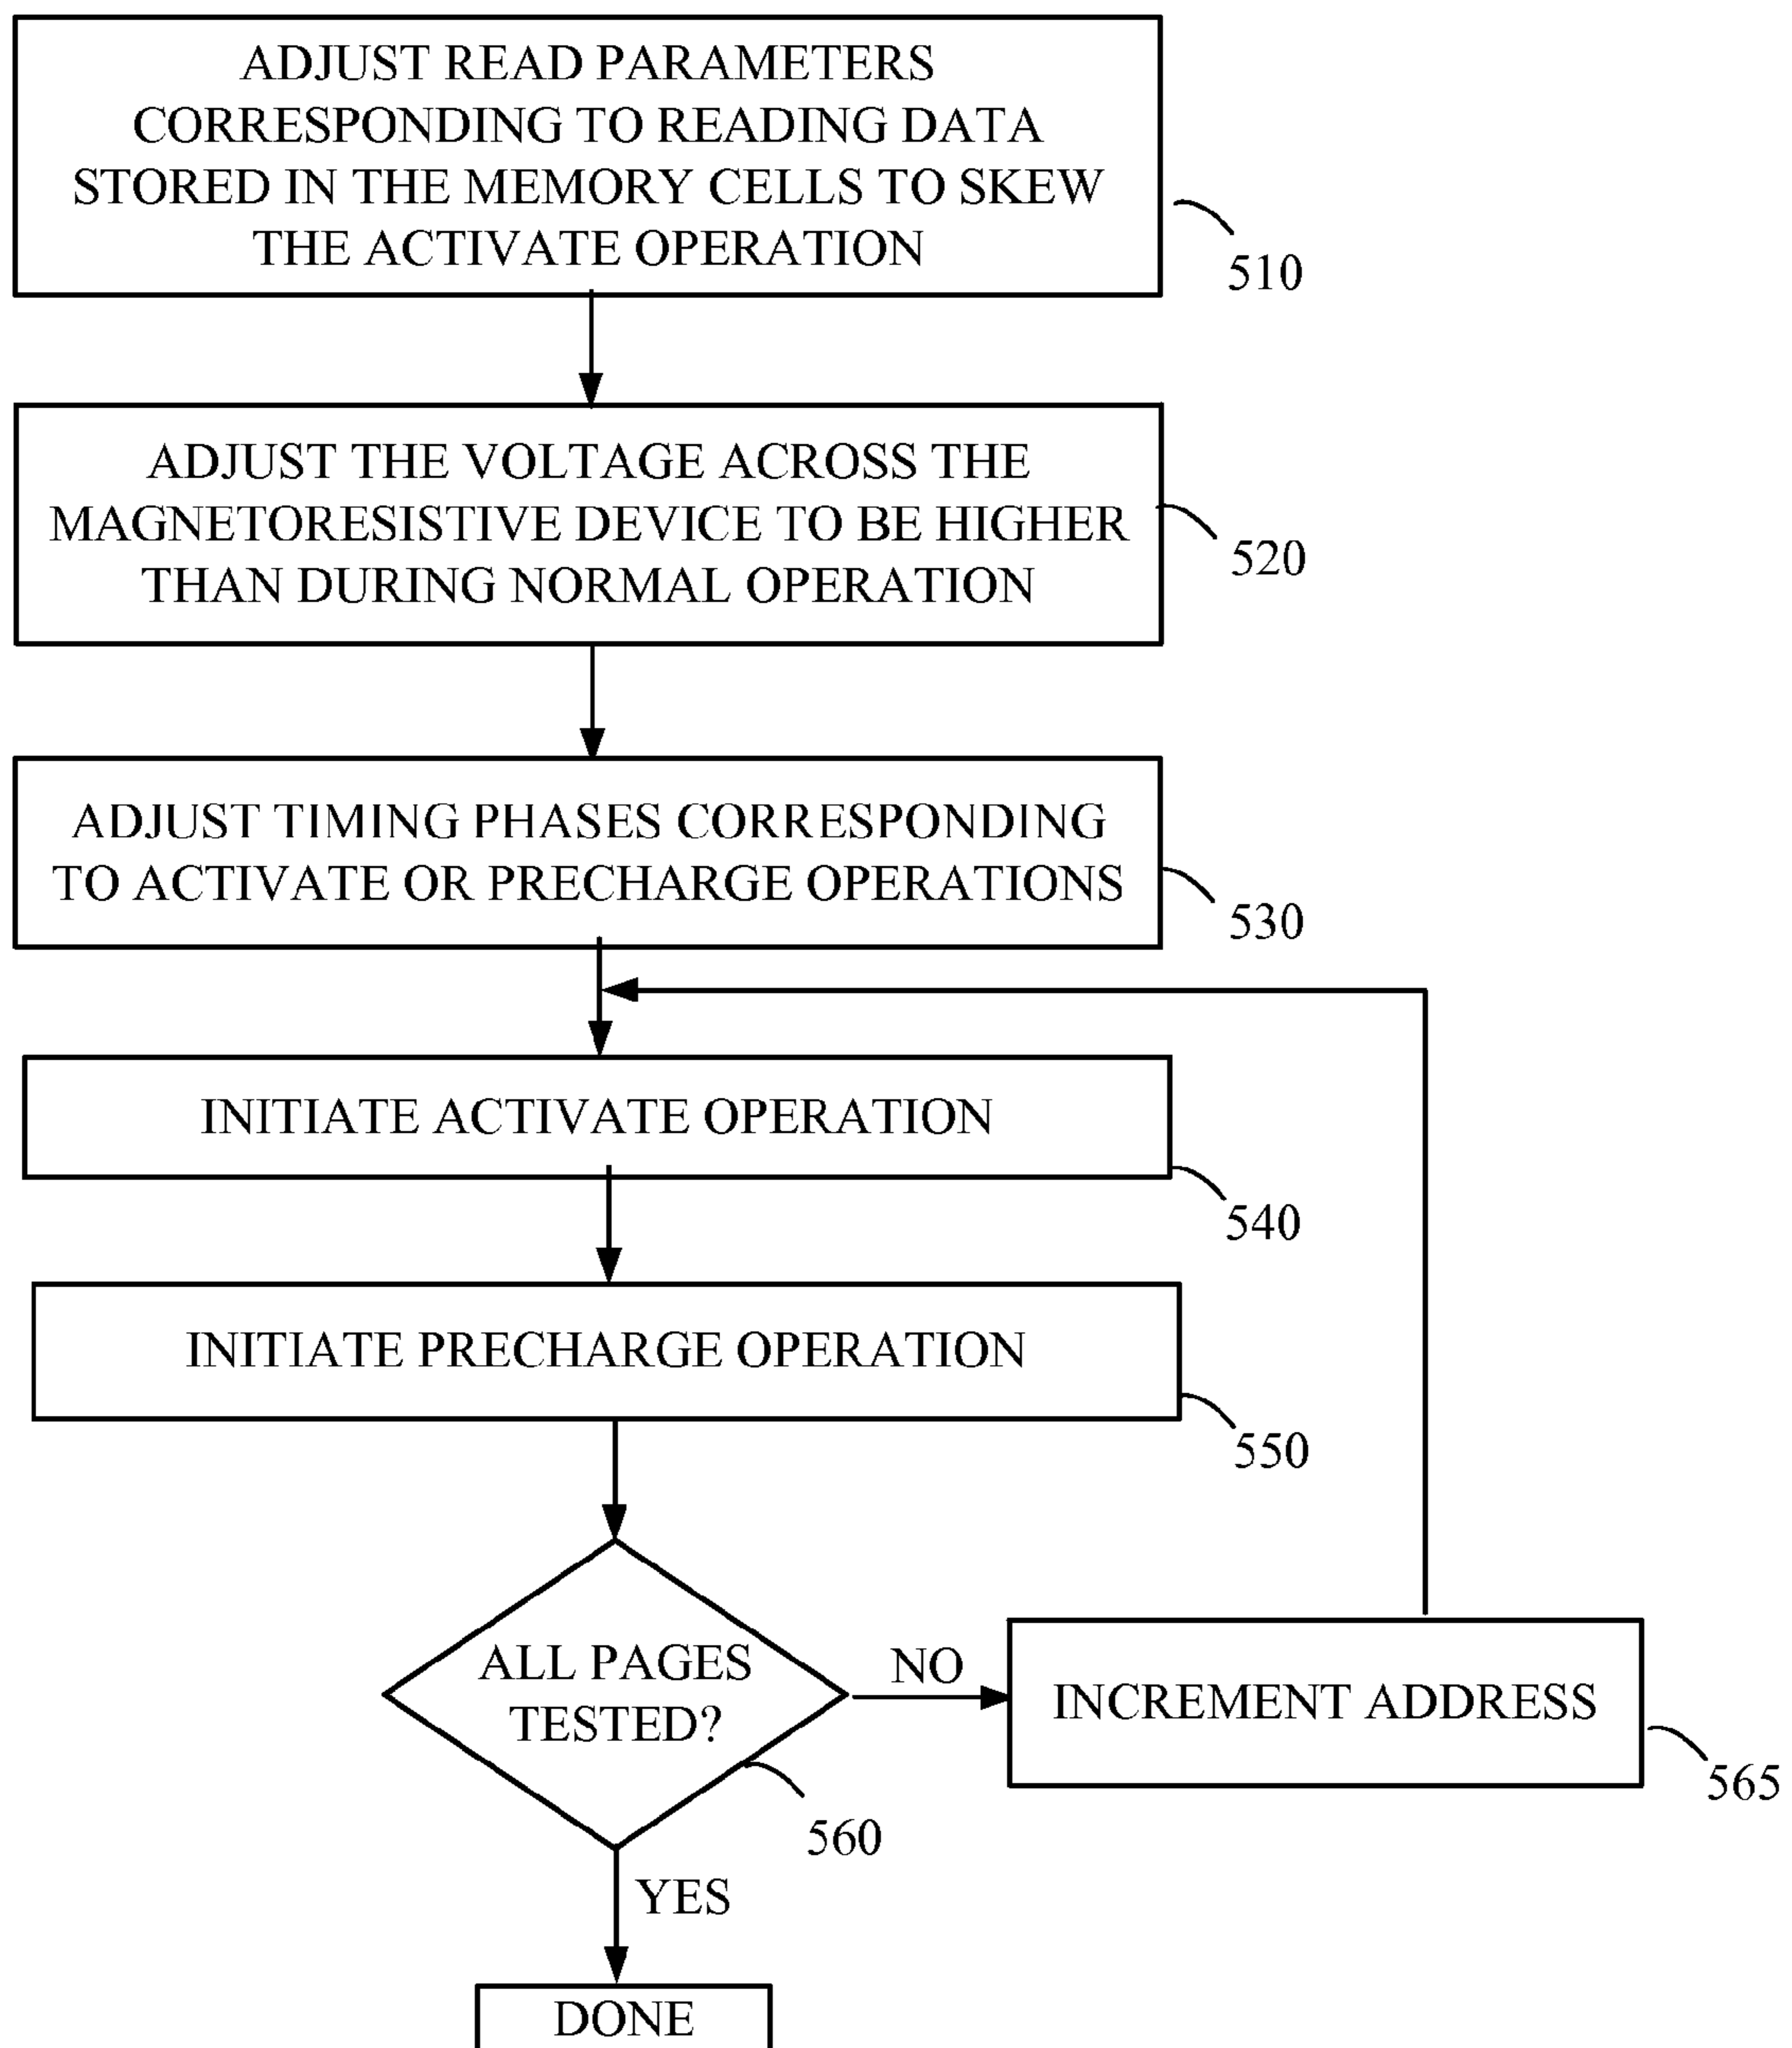 ADJUST READ PARAMETERS
CORRESPONDING TO READING DATA
STORED IN THE MEMORY CELLS TO SKEW
THE ACTIVATE OPERATION
510
ADJUST THE VOLTAGE ACROSS THE
MAGNETORESISTIVE DEVICE TO BE HIGHER
THAN DURING NORMAL OPERATION
520
ADJUST TIMING PHASES CORRESPONDING
TO ACTIVATE OR PRECHARGE OPERATIONS
530
INITIATE ACTIVATE OPERATION
540
INITIATE PRECHARGE OPERATION
550
ALL PAGES
TESTED?
560
NO
INCREMENT ADDRESS
565
YES
DONE